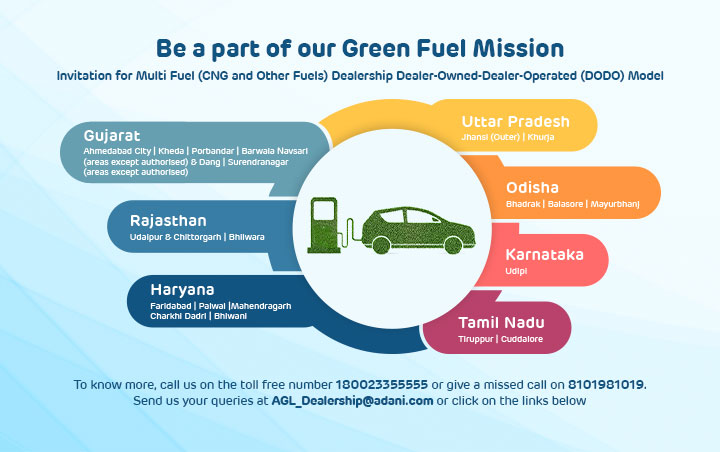 Be a part of our Green Fuel Mission
Invitation for Multi Fuel (CNG and Other Fuels) Dealership Dealer-Owned-Dealer-Operated (DODO) Model
Gujarat
Ahmedabad City | Kheda | Porbandar | Barwala Navsari
(areas except authorised) & Dang | Surendranagar
(areas except authorised)
Rajasthan
Udaipur & Chittorgarh | Bhilwara
Haryana
Faridabad | Palwal |Mahendragarh
Charkhi Dadri | Bhiwani
Uttar Pradesh
Jhansi (Outer) | Khurja
Odisha
Bhadrak | Balasore | Mayurbhanj
Karnataka
Udipi
Tamil Nadu
Tiruppur | Cuddalore
To know more, call us on the toll free number 180023355555 or give a missed call on 8101981019.
Send us your queries at AGL_Dealership@adani.com or click on the links below